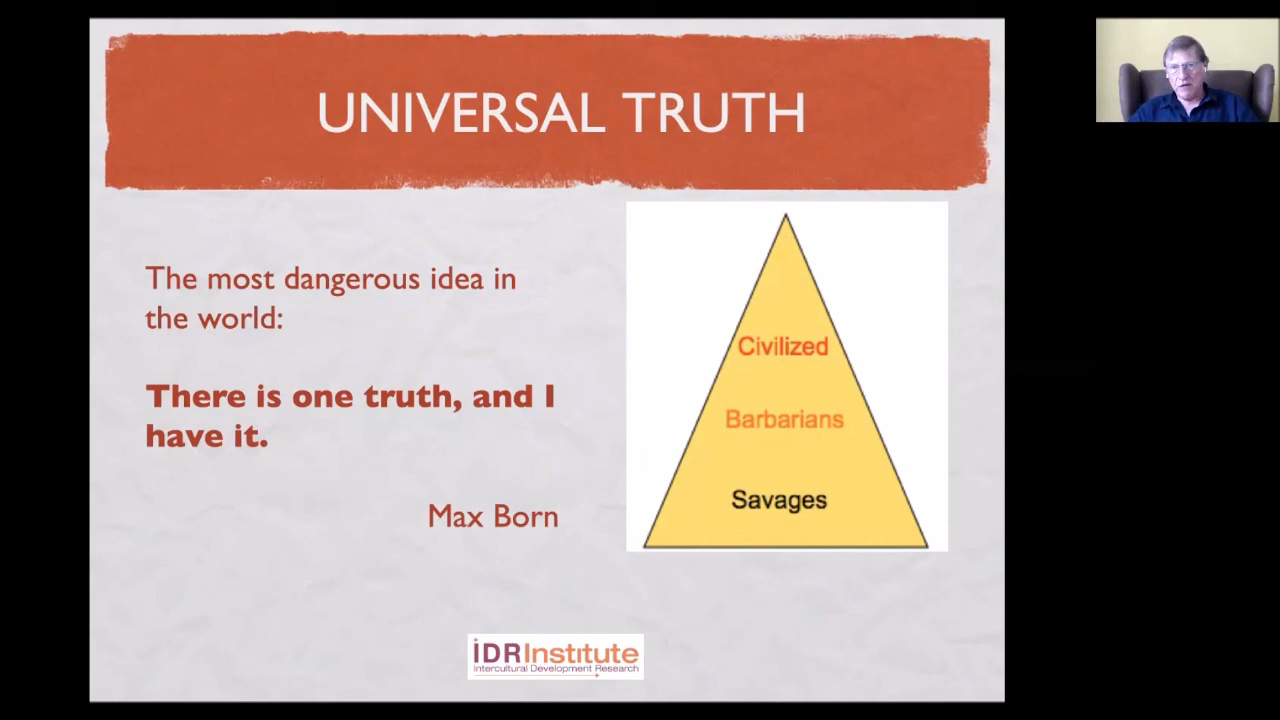 UNIVERSAL TRUTH
The most dangerous idea in
the world:
There is one truth, and I
have it.
Max Born
Civilized
Barbarians
Savages
iDRInstitute
Intercultural Development Research